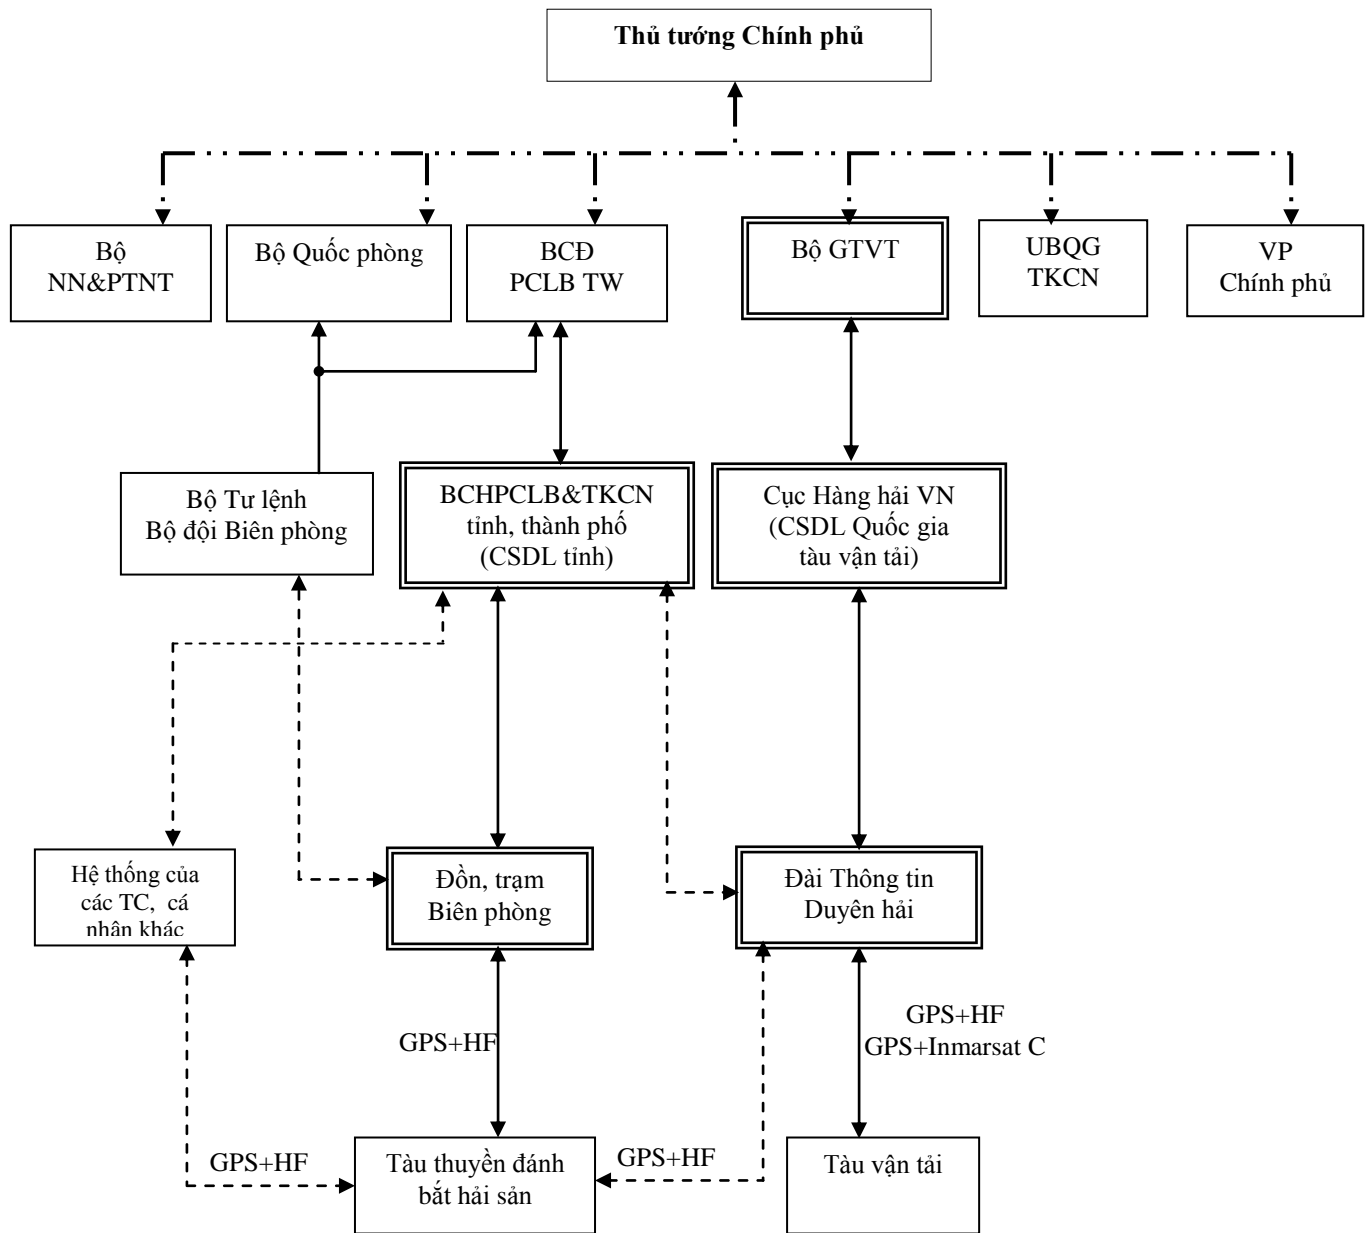 Thủ tướng Chính phủ
Bộ
NN&PTNT
Bộ Quốc phòng
BCĐ
PCLB TW
Bộ GTVT
UBQG
TKCN
VP
Chính phủ
Bộ Tư lệnh
Bộ đội Biên phòng
BCHPCLB&TKCN
tỉnh, thành phố
(CSDL tỉnh)
Cục Hàng hải VN
(CSDL Quốc gia
tàu vận tải)
Hệ thống của
các TC, cá
nhân khác
Đồn, trạm
Biên phòng
Đài Thông tin
Duyên hải
GPS+HF
GPS+HF
GPS+Inmarsat C
GPS+HF
Tàu thuyền đánh
bắt hải sản
GPS+HF
Tàu vận tải